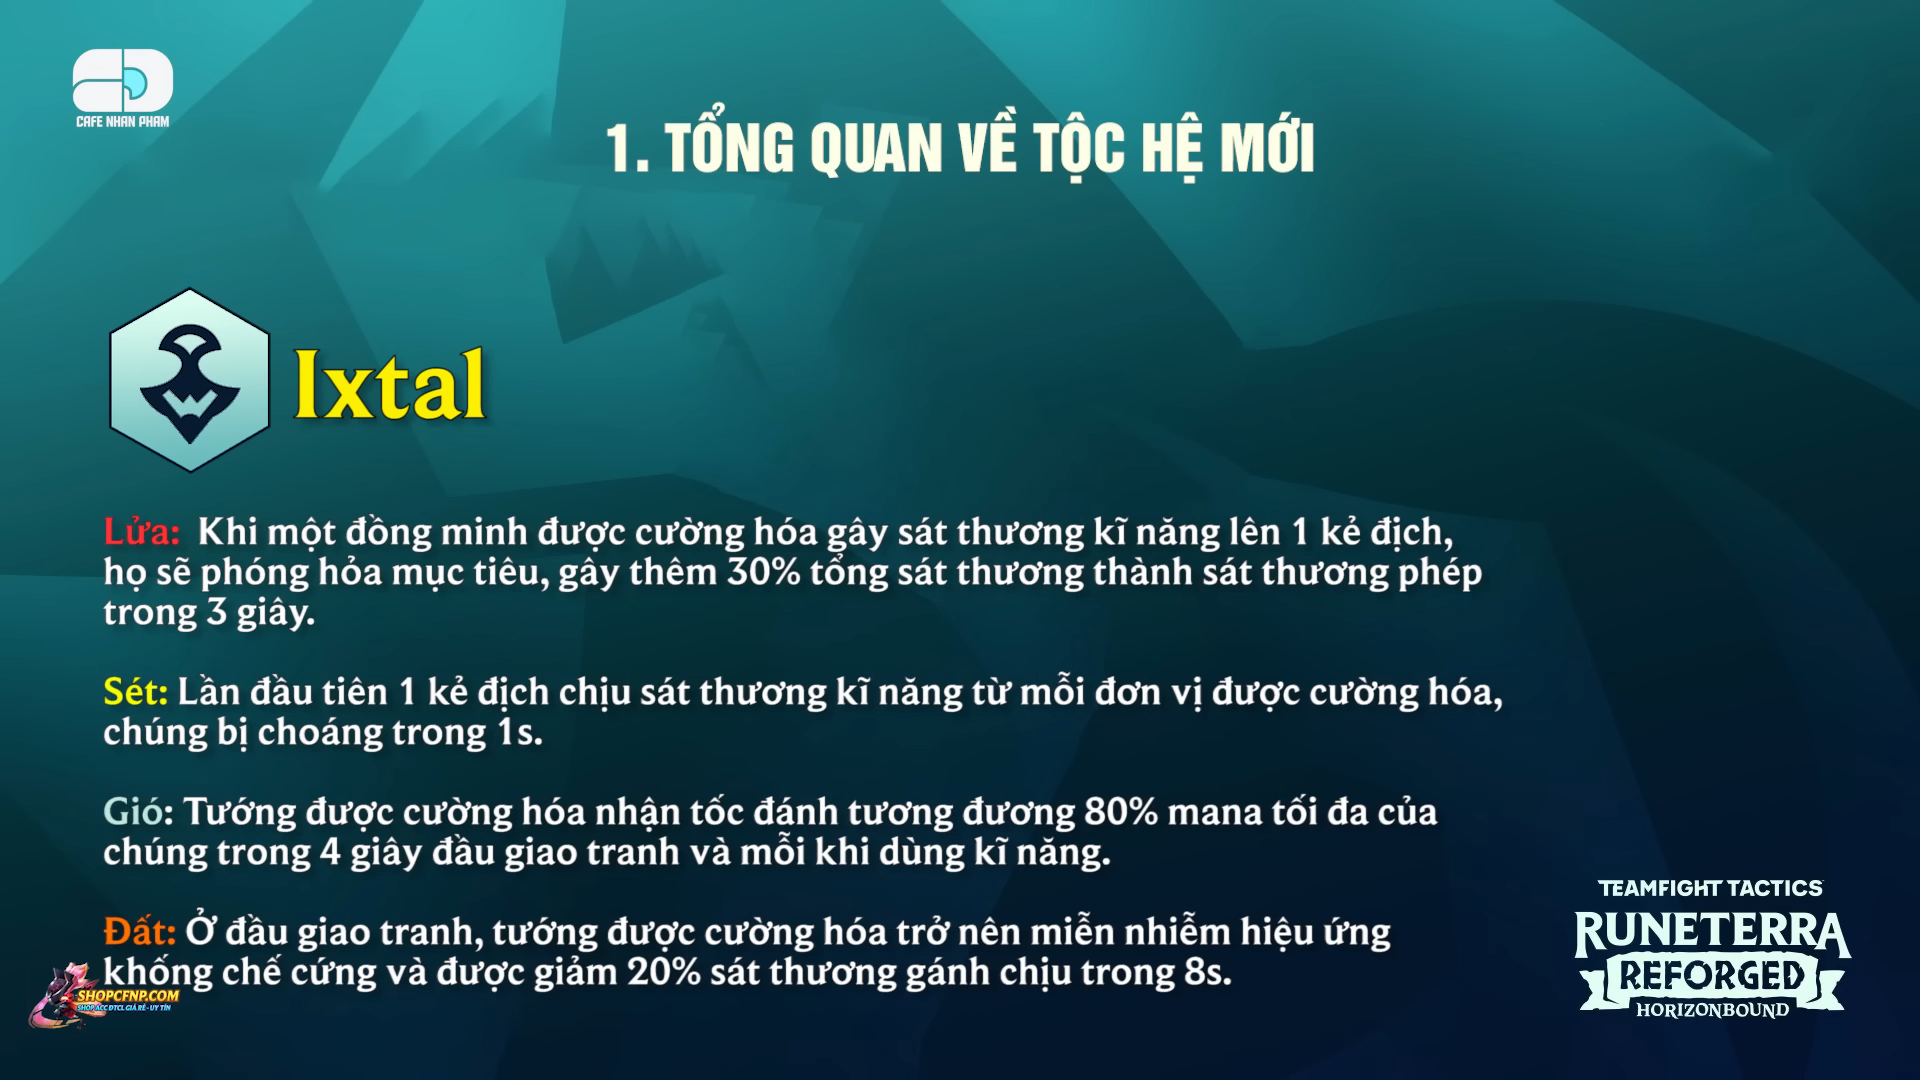 CAFE NHAN PHAM
1. TỔNG QUAN VỀ TỘC HỆ MỚI
Ixtal
Lửa: Khi một đồng minh được cường hóa gây sát thương kĩ năng lên 1 kẻ địch,
họ sẽ phóng hỏa mục tiêu, gây thêm 30% tổng sát thương thành sát thương phép
trong 3 giây.
Sét: Lần đầu tiên 1 kẻ địch chịu sát thương kĩ năng từ mỗi đơn vị được cường hóa,
chúng bị choáng trong 1s.
Gió: Tướng được cường hóa nhận tốc đánh tương đương 80% mana tối đa của
chúng trong 4 giây đầu giao tranh và mỗi khi dùng kĩ năng.
Đất: Ở đầu giao tranh, tướng được cường hóa trở nên miễn nhiễm hiệu ứng
khống chế cứng và được giảm 20% sát thương gánh chịu trong 8s.
SHOPCFNP.COM
SHOP ACC ĐTCL GIÁ RẺ - UY TÍN
TEAMFIGHT TACTICS
RUNETERRA
REFORGED
HORIZONBOUND